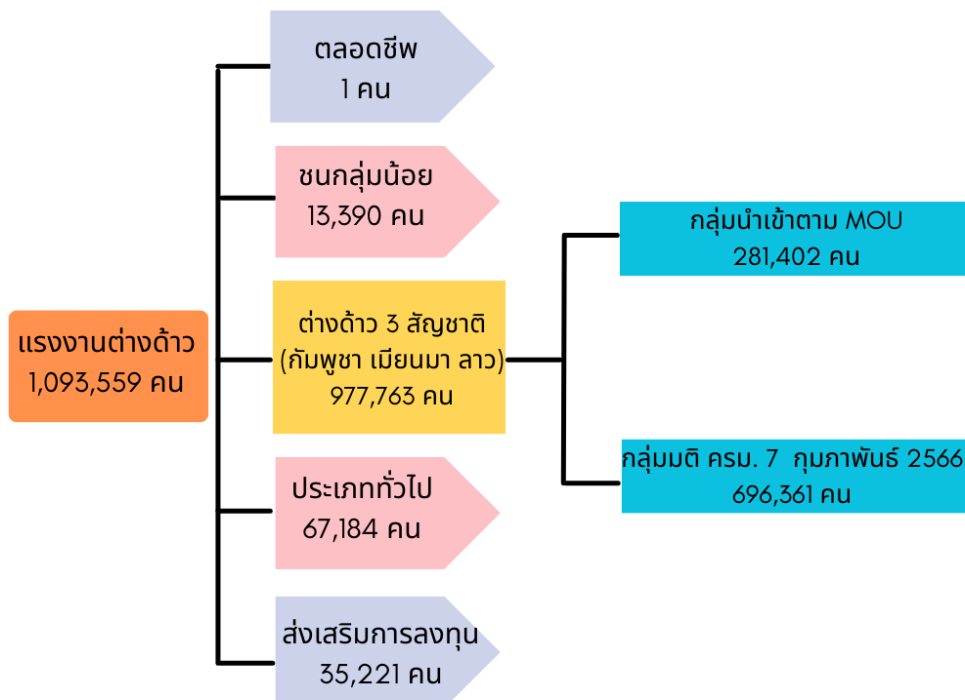 แรงงานต่างด้าว
1,093,559 คน
ตลอดชีพ
1 คน
ชนกลุ่มน้อย
13,390 คน
ต่างด้าว 3 สัญชาติ
(กัมพูชา เมียนมา ลาว)
977,763 คน
กลุ่มนำเข้าตาม MOU
281,402 คน
กลุ่มมติ ครม. 7 กุมภาพันธ์ 2566
696,361 คน
ประเภททั่วไป
67,184 คน
ส่งเสริมการลงทุน
35,221 คน